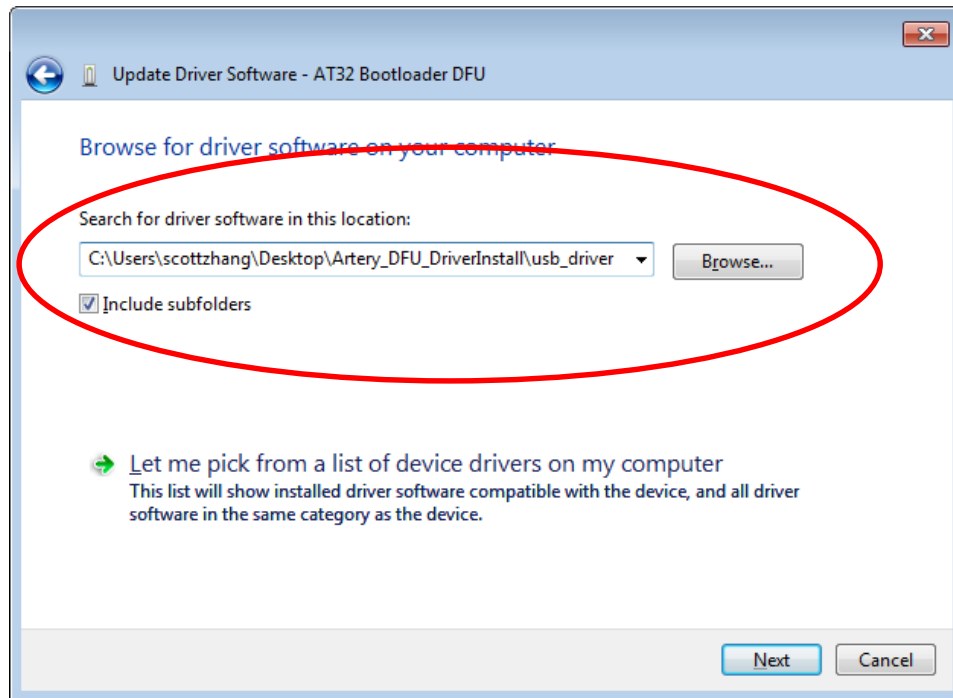 Update Driver Software - AT32 Bootloader DFU
Browse for driver software on your computer
Search for driver software in this location:
C:\Users\scottzhang\Desktop\Artery_DFU_DriverInstall\usb_driver
Browse...
Include subfolders
Let me pick from a list of device drivers on my computer
This list will show installed driver software compatible with the device, and all driver
software in the same category as the device.
Next
Cancel